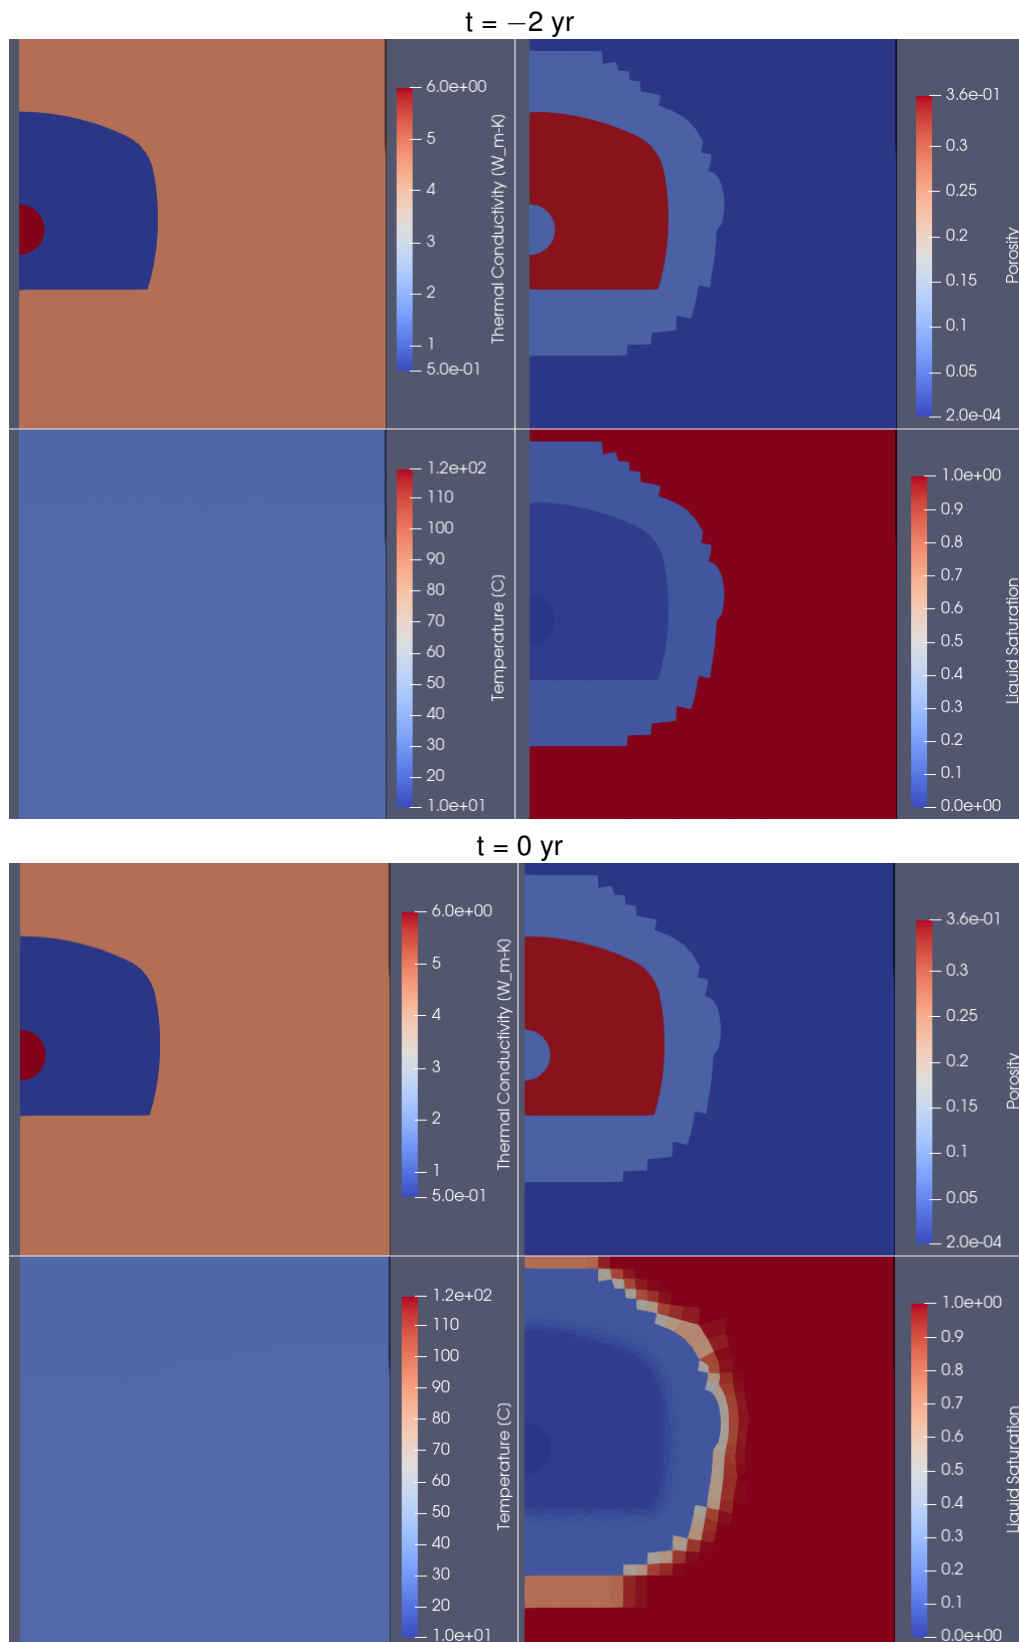 t = −2 yr
6.0e+00
5
4
3
2
1
5.0e-01
Thermal Conductivity (W_m-K)
3.6e-01
0.3
0.25
0.2
0.15
0.1
0.05
2.0e-04
Porosity
1.2e+02
110
100
90
80
70
60
50
40
30
20
1.0e+01
Temperature (C)
1.0e+00
0.9
0.8
0.7
0.6
0.5
0.4
0.3
0.2
0.1
0.0e+00
Liquid Saturation
t = 0 yr
6.0e+00
5
4
3
2
1
5.0e-01
Thermal Conductivity (W_m-K)
3.6e-01
0.3
0.25
0.2
0.15
0.1
0.05
2.0e-04
Porosity
1.2e+02
110
100
90
80
70
60
50
40
30
20
1.0e+01
Temperature (C)
1.0e+00
0.9
0.8
0.7
0.6
0.5
0.4
0.3
0.2
0.1
0.0e+00
Liquid Saturation